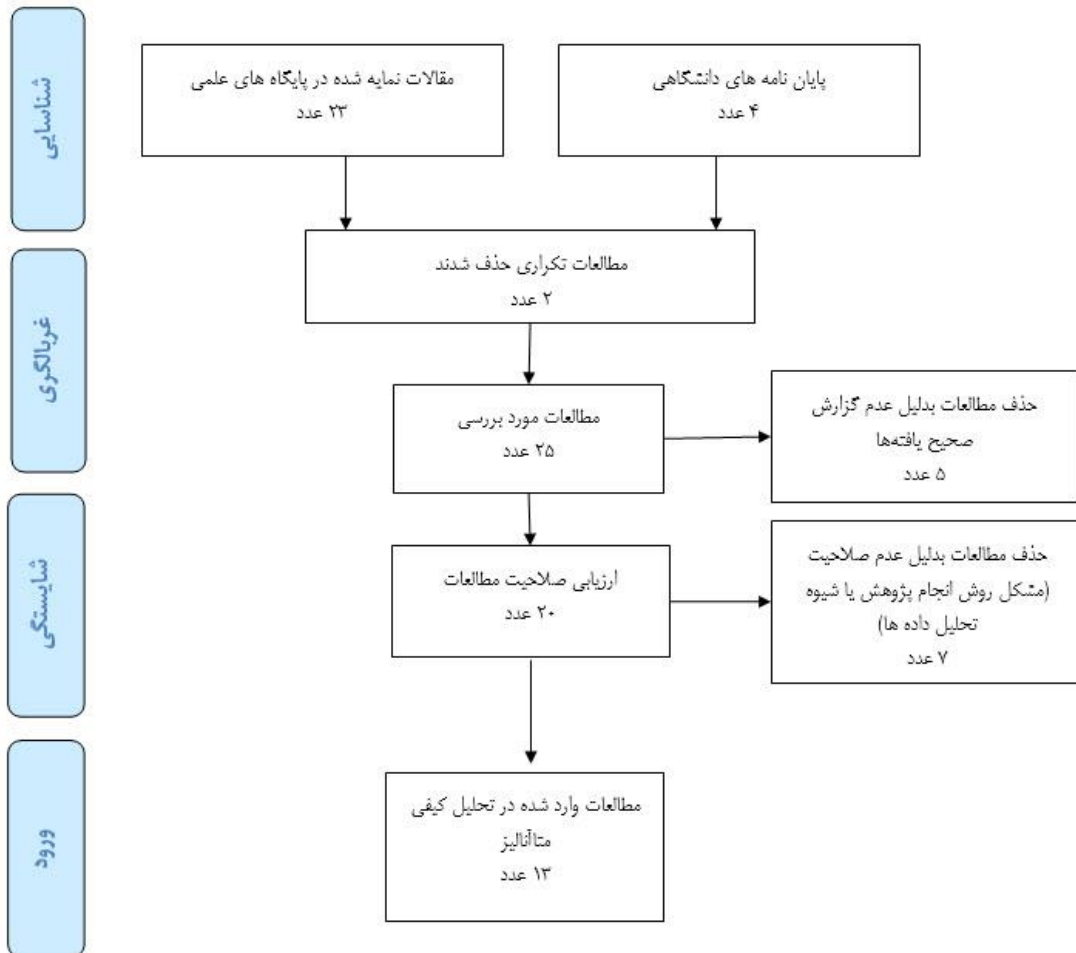 شناسایی
پایان نامه های دانشگاهی
۴ عدد
مقالات نمایه شده در پایگاه های علمی
۲۳ عدد
غربالگری
مطالعات تکراری حذف شدند
۲ عدد
مطالعات مورد بررسی
۲۵ عدد
حذف مطالعات بدلیل عدم گزارش
صحیح یافته‌ها
۵ عدد
شایستگی
ارزیابی صلاحیت مطالعات
۲۰ عدد
حذف مطالعات بدلیل عدم صلاحیت
(مشکل روش انجام پژوهش یا شیوه
تحلیل داده ها)
۷ عدد
ورود
مطالعات وارد شده در تحلیل کیفی
متاآنالیز
۱۳ عدد